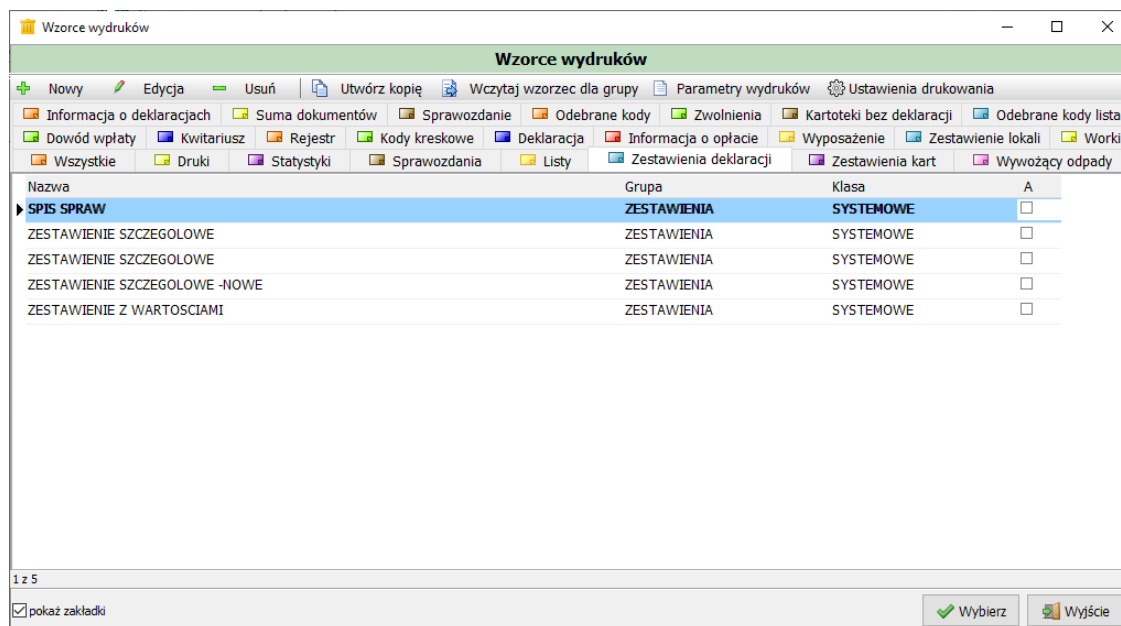 Wzorce wydruków
Wzorce wydruków
Nowy Edycja Usuń Utwórz kopię Wczytaj wzorzec dla grupy Parametry wydruków Ustawienia drukowania
Informacja o deklaracjach Suma dokumentów Sprawozdanie Odebrane kody Zwolnienia Kartoteki bez deklaracji Odebrane kody lista
Dowód wpłaty Kwitariusz Rejestr Kody kreskowe Deklaracja Informacja o opłacie Wyposażenie Zestawienie lokali Worki
Wszystkie Druki Statystyki Sprawozdania Listy Zestawienia deklaracji Zestawienia kart Wywożący odpady
Nazwa Grupa Klasa A
SPIS SPRAW ZESTAWIENIA SYSTEMOWE
ZESTAWIENIE SZCZEGOLOWE ZESTAWIENIA SYSTEMOWE
ZESTAWIENIE SZCZEGOLOWE ZESTAWIENIA SYSTEMOWE
ZESTAWIENIE SZCZEGOLOWE -NOWE ZESTAWIENIA SYSTEMOWE
ZESTAWIENIE Z WARTOSCIAMI ZESTAWIENIA SYSTEMOWE
1 z 5
pokaż zakładki Wybierz Wyjście